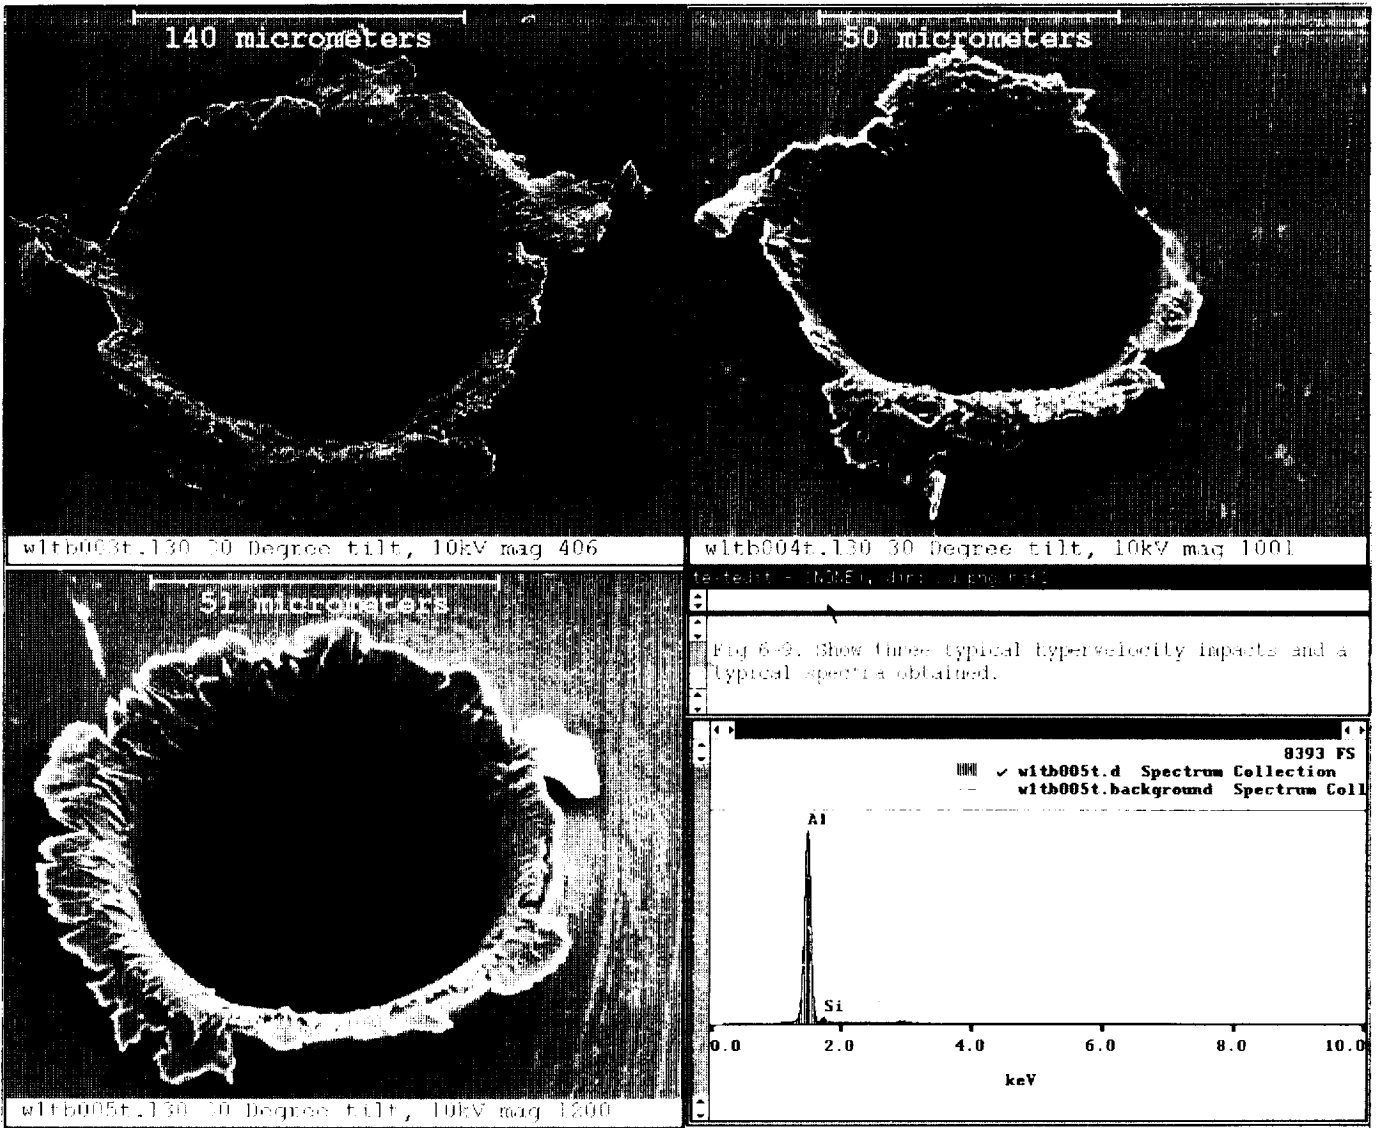 140 micrometers
w1tb003t.130 30 Degree tilt, 10kV mag 406
50 micrometers
w1tb004t.130 30 Degree tilt, 10kV mag 1001
51 micrometers
w1tb005t.130 30 Degree tilt, 10kV mag 1200
Fig 6-9. Show three typical hypervelocity impacts and a
typical spectra obtained.
8393 FS
✓ w1tb005t.d Spectrum Collection
w1tb005t.background Spectrum Coll
Al
Si
0.0 2.0 4.0 6.0 8.0 10.0
keV